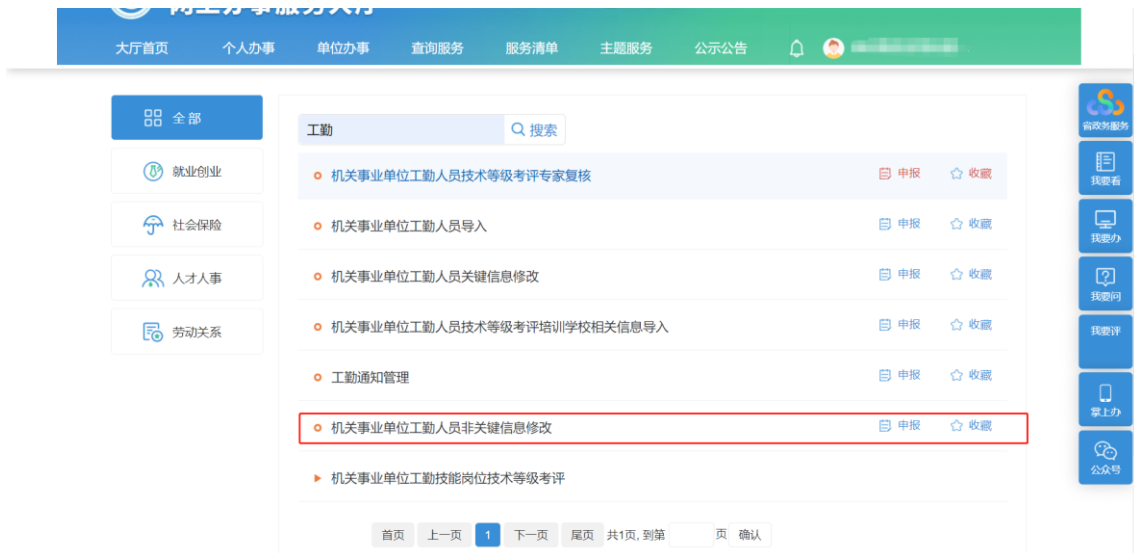 网上办事服务大厅
大厅首页 个人办事 单位办事 查询服务 服务清单 主题服务 公示公告
全部
就业创业
社会保险
人才人事
劳动关系
工勤 搜索
机关事业单位工勤人员技术等级考评专家复核 申报 收藏
机关事业单位工勤人员导入 申报 收藏
机关事业单位工勤人员关键信息修改 申报 收藏
机关事业单位工勤人员技术等级考评培训学校相关信息导入 申报 收藏
工勤通知管理 申报 收藏
机关事业单位工勤人员非关键信息修改 申报 收藏
机关事业单位工勤技能岗位技术等级考评
首页 上一页 1 下一页 尾页 共1页, 到第 页 确认
省政务服务
我要看
我要办
我要问
我要评
掌上办
公众号